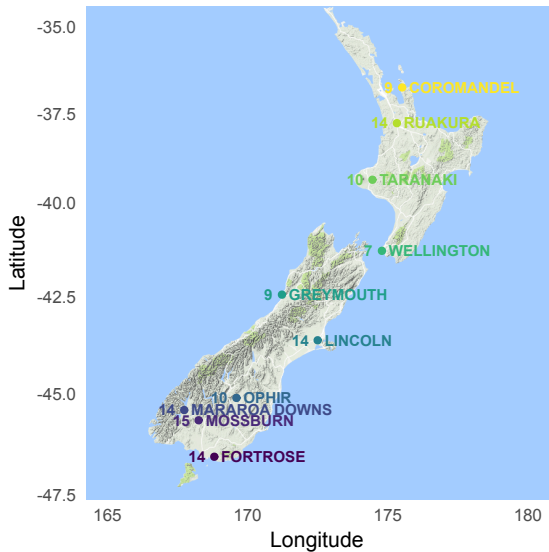 -35.0
8 COROMANDEL
-37.5
14 RUAKURA
10 TARANAKI
-40.0
7 WELLINGTON
9 GREYMOUTH
-42.5
14 LINCOLN
-45.0
10 OPHIR
14 MARAROA DOWNS
15 MOSSBURN
14 FORTROSE
-47.5
165 170 175 180
Longitude
Latitude